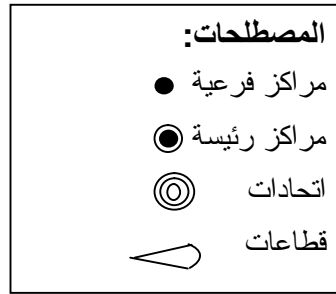 المصطلحات:
مراكز فرعية
مراكز رئيسة
اتحادات
قطاعات